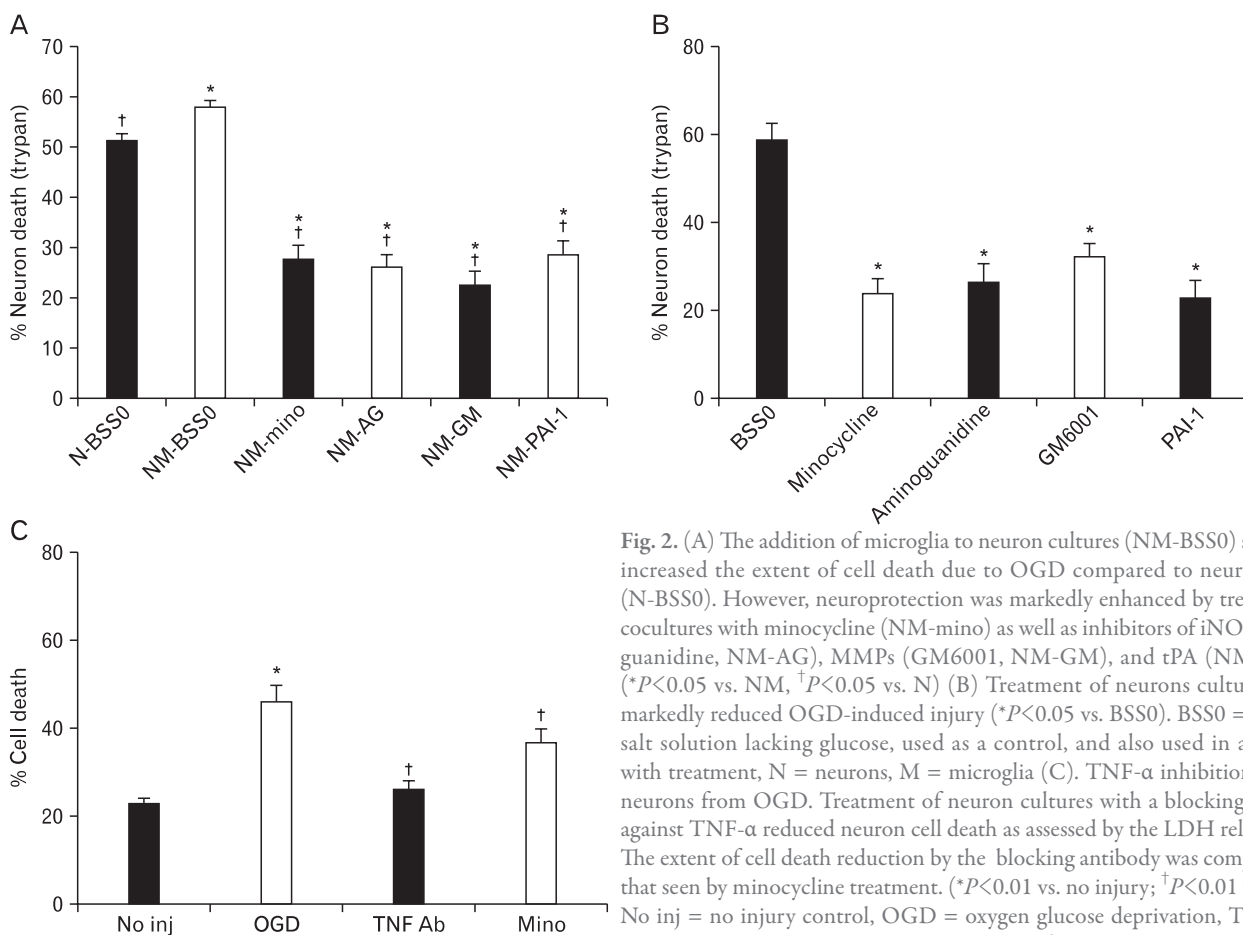 A
% Neuron death (trypan)
70
60
50
40
30
20
10
0
†
*
*
†
*
†
*
†
*
†
N-BSS0
NM-BSS0
NM-mino
NM-AG
NM-GM
NM-PAI-1
B
% Neuron death (trypan)
80
60
40
20
0
*
*
*
*
BSS0
Minocycline
Aminoguanidine
GM6001
PAI-1
C
% Cell death
80
60
40
20
0
*
†
†
No inj
OGD
TNF Ab
Mino
Fig. 2. (A) The addition of microglia to neuron cultures (NM-BSS0)
increased the extent of cell death due to OGD compared to neur
(N-BSS0). However, neuroprotection was markedly enhanced by tre
cocultures with minocycline (NM-mino) as well as inhibitors of iNO
guanidine, NM-AG), MMPs (GM6001, NM-GM), and tPA (NM
(*P<0.05 vs. NM, †P<0.05 vs. N) (B) Treatment of neurons cultu
markedly reduced OGD-induced injury (*P<0.05 vs. BSS0). BSS0 =
salt solution lacking glucose, used as a control, and also used in a
with treatment, N = neurons, M = microglia (C). TNF-α inhibition
neurons from OGD. Treatment of neuron cultures with a blocking
against TNF-α reduced neuron cell death as assessed by the LDH rel
The extent of cell death reduction by the blocking antibody was com
that seen by minocycline treatment. (*P<0.01 vs. no injury; †P<0.01
No inj = no injury control, OGD = oxygen glucose deprivation, T